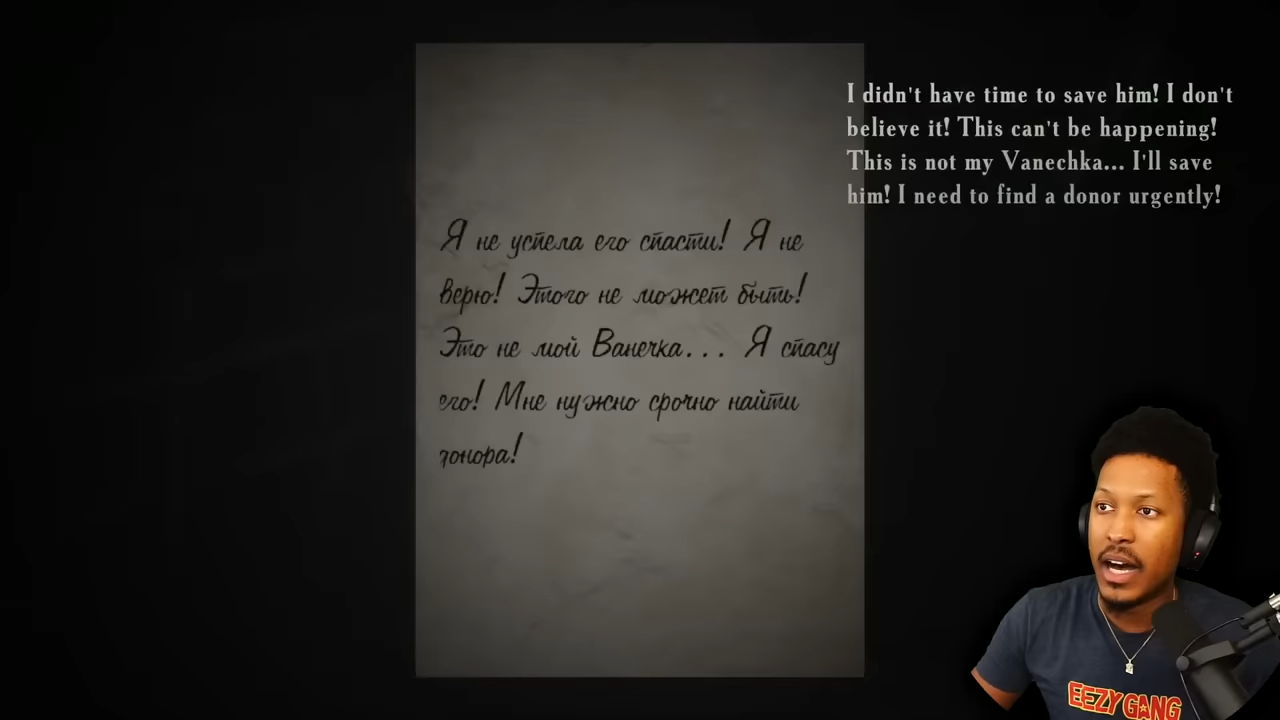 I didn't have time to save him! I don't
believe it! This can't be happening!
This is not my Vanechka... I'll save
him! I need to find a donor urgently!
Я не успела его спасти! Я не
верю! Этого не может быть!
Это не мой Ванечка... Я спасу
его! Мне нужно срочно найти
донора!
EEZY GANG